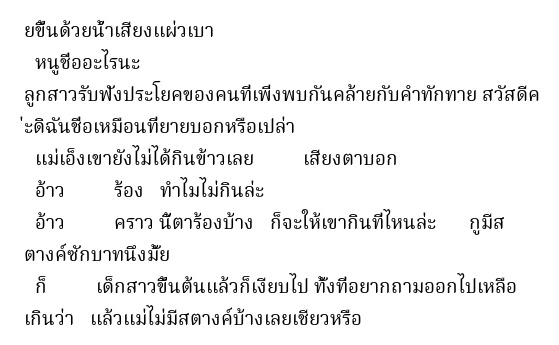 ยขึ้นด้วยน้ำเสียงแผ่วเบา
หนูชื่ออะไรนะ
ลูกสาวรับฟังประโยคของคนที่เพิ่งพบกันคล้ายกับคำทักทาย สวัสดีค
่ะดิฉันชื่อเหมือนที่ยายบอกหรือเปล่า
แม่เอ็งเขายังไม่ได้กินข้าวเลย เสียงตาบอก
อ้าว ร้อง ทำไมไม่กินล่ะ
อ้าว คราว นี้ตาร้องบ้าง ก็จะให้เขากินที่ไหนล่ะ กูมีส
ตางค์ซักบาทนึงมั้ย
ก็ เด็กสาวขึ้นต้นแล้วก็เงียบไป ทั้งที่อยากถามออกไปเหลือ
เกินว่า แล้วแม่ไม่มีสตางค์บ้างเลยเชียวหรือ